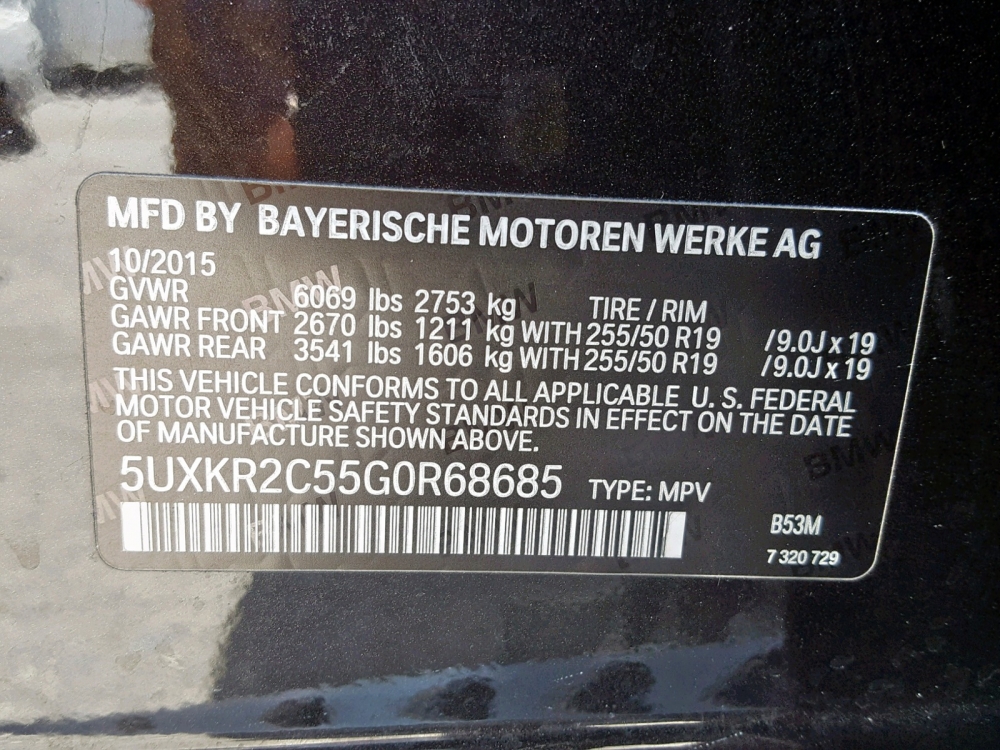 MFD BY BAYERISCHE MOTOREN WERKE AG
10/2015
GVWR 6069 lbs 2753 kg TIRE / RIM
GAWR FRONT 2670 lbs 1211 kg WITH 255/50 R19 /9.0J x 19
GAWR REAR 3541 lbs 1606 kg WITH 255/50 R19 /9.0J x 19
THIS VEHICLE CONFORMS TO ALL APPLICABLE U. S. FEDERAL
MOTOR VEHICLE SAFETY STANDARDS IN EFFECT ON THE DATE
OF MANUFACTURE SHOWN ABOVE.
5UXKR2C55G0R68685 TYPE: MPV
B53M
7 320 729